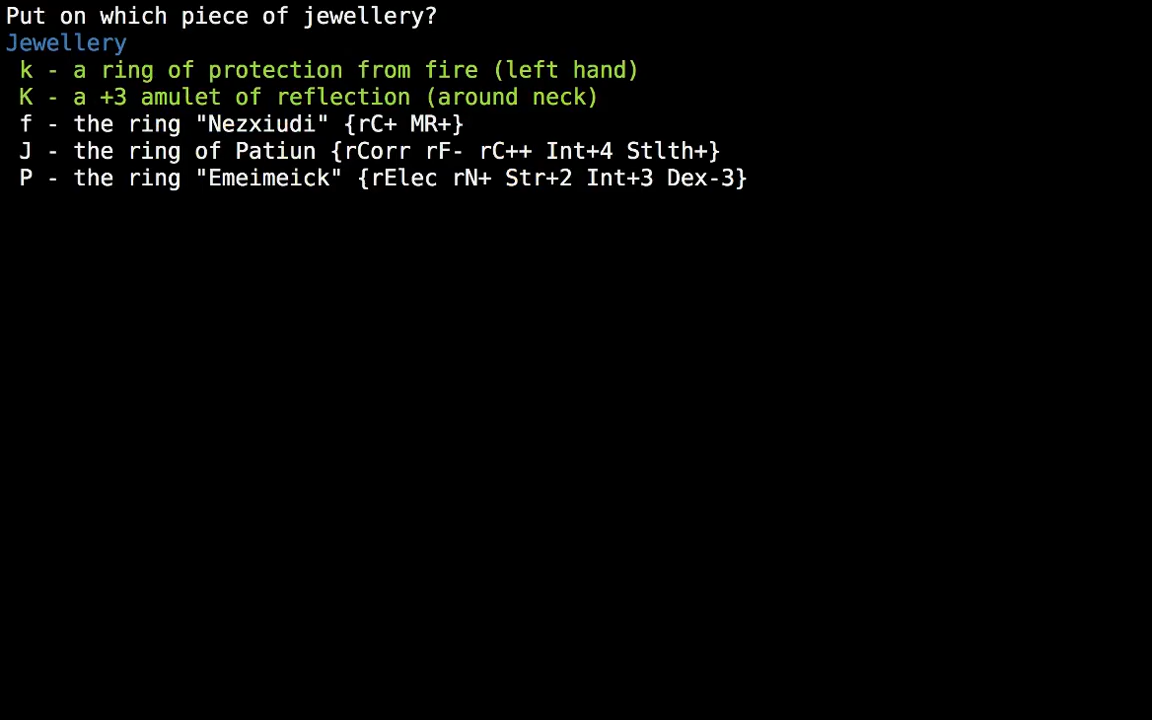 Put on which piece of jewellery?
Jewellery
k - a ring of protection from fire (left hand)
K - a +3 amulet of reflection (around neck)
f - the ring "Nezxiudi" {rC+ MR+}
J - the ring of Patiun {rCorr rF- rC++ Int+4 Stlth+}
P - the ring "Emeimeick" {rElec rN+ Str+2 Int+3 Dex-3}